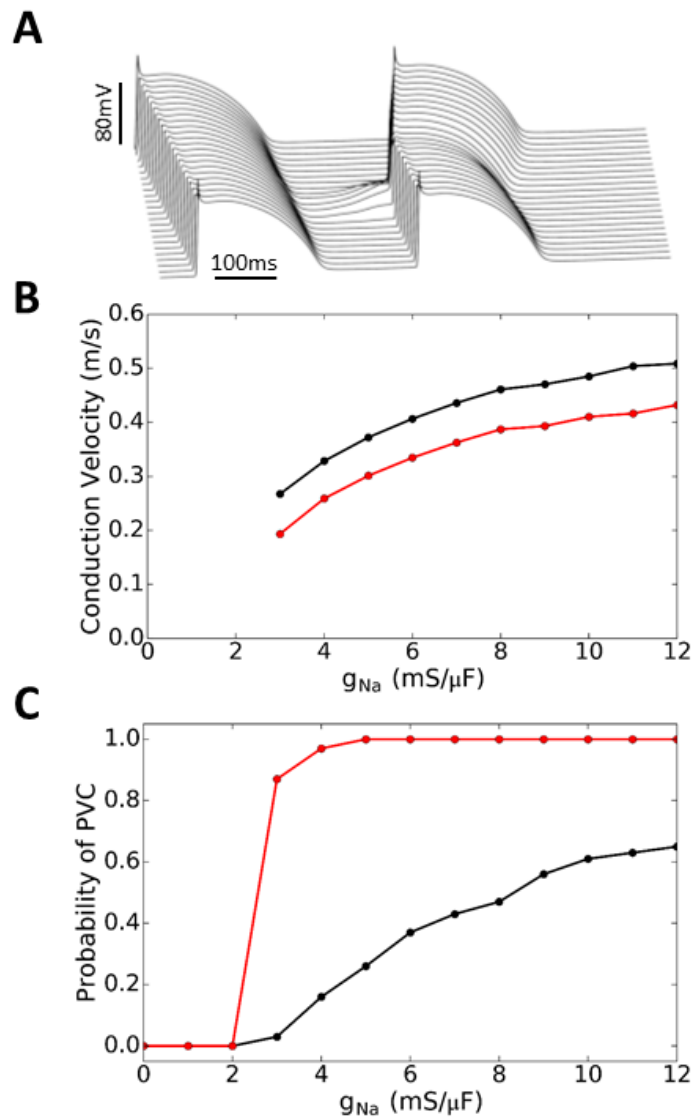 A
80mV
100ms
B
Conduction Velocity (m/s)
0.6
0.5
0.4
0.3
0.2
0.1
0.0
0 2 4 6 8 10 12
gNa (mS/μF)
C
Probability of PVC
1.0
0.8
0.6
0.4
0.2
0.0
0 2 4 6 8 10 12
gNa (mS/μF)